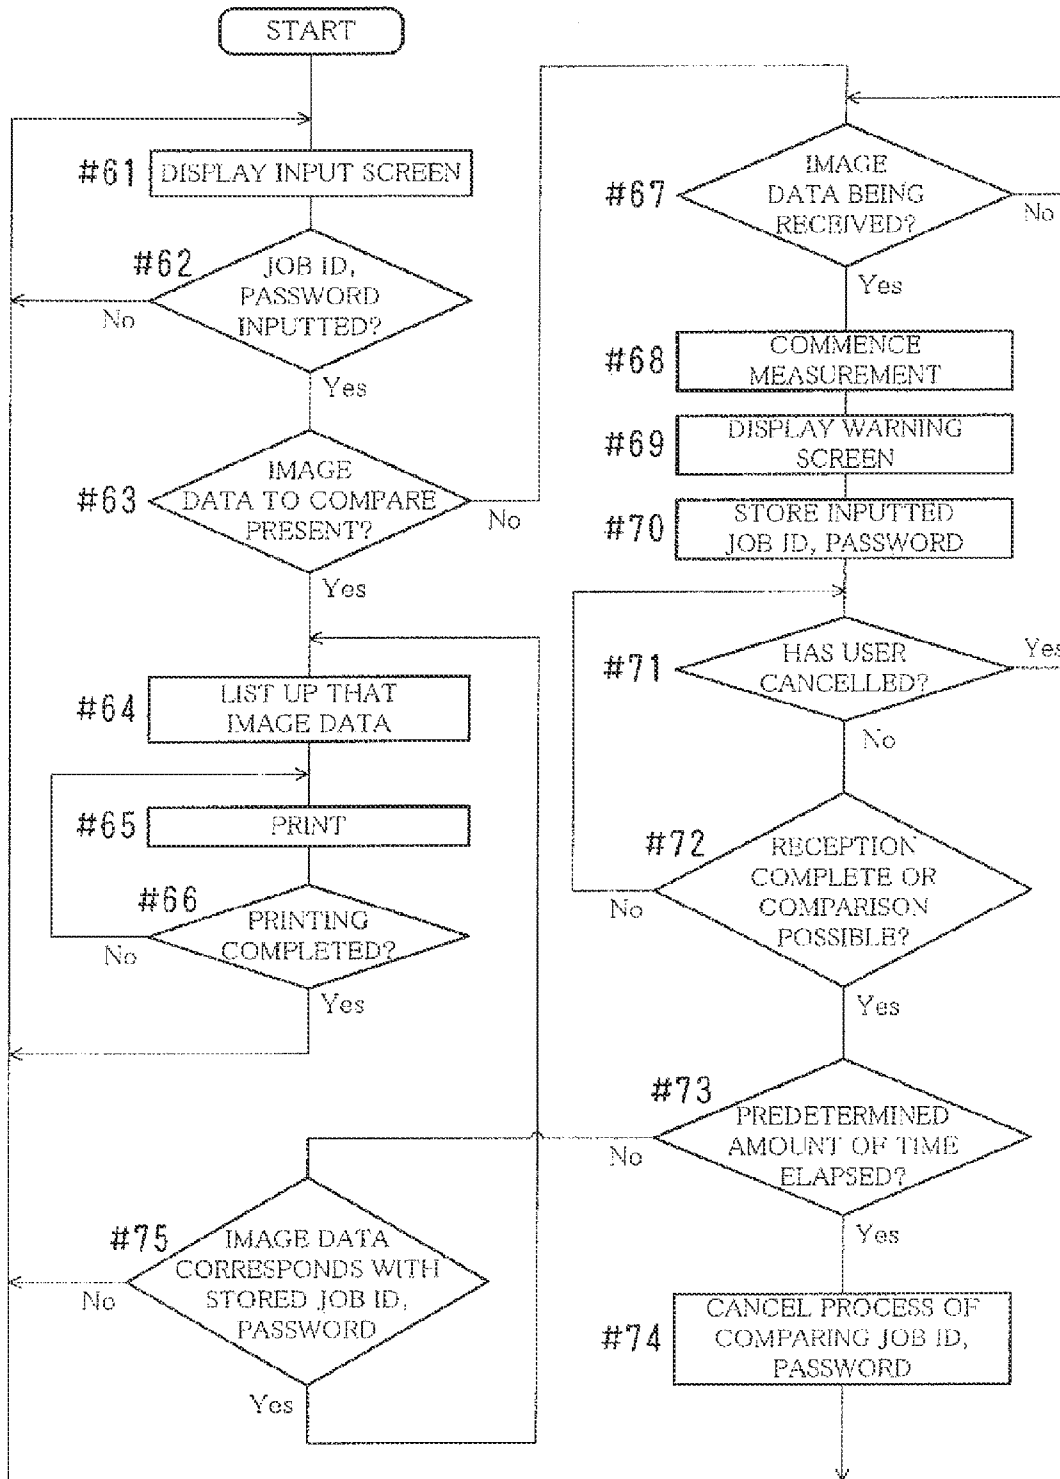 START
#61
DISPLAY INPUT SCREEN
#62
JOB ID,
PASSWORD
INPUTTED?
No
Yes
#63
IMAGE
DATA TO COMPARE
PRESENT?
No
Yes
#64
LIST UP THAT
IMAGE DATA
#65
PRINT
#66
PRINTING
COMPLETED?
No
Yes
#67
IMAGE
DATA BEING
RECEIVED?
No
Yes
#68
COMMENCE
MEASUREMENT
#69
DISPLAY WARNING
SCREEN
#70
STORE INPUTTED
JOB ID, PASSWORD
#71
HAS USER
CANCELLED?
Yes
No
#72
RECEPTION
COMPLETE OR
COMPARISON
POSSIBLE?
No
Yes
#73
PREDETERMINED
AMOUNT OF TIME
ELAPSED?
No
Yes
#74
CANCEL PROCESS OF
COMPARING JOB ID,
PASSWORD
#75
IMAGE DATA
CORRESPONDS WITH
STORED JOB ID,
PASSWORD
No
Yes